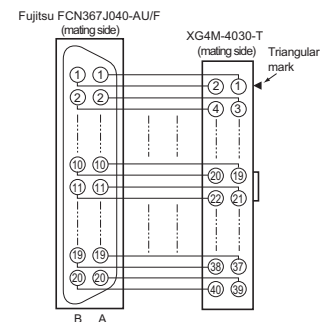 Fujitsu FCN367J040-AU/F
(mating side)
XG4M-4030-T
(mating side)
Triangular
mark
1 1
2 1
2 2
4 3
10 10
20 19
11 11
22 21
19 19
38 37
20 20
40 39
B A